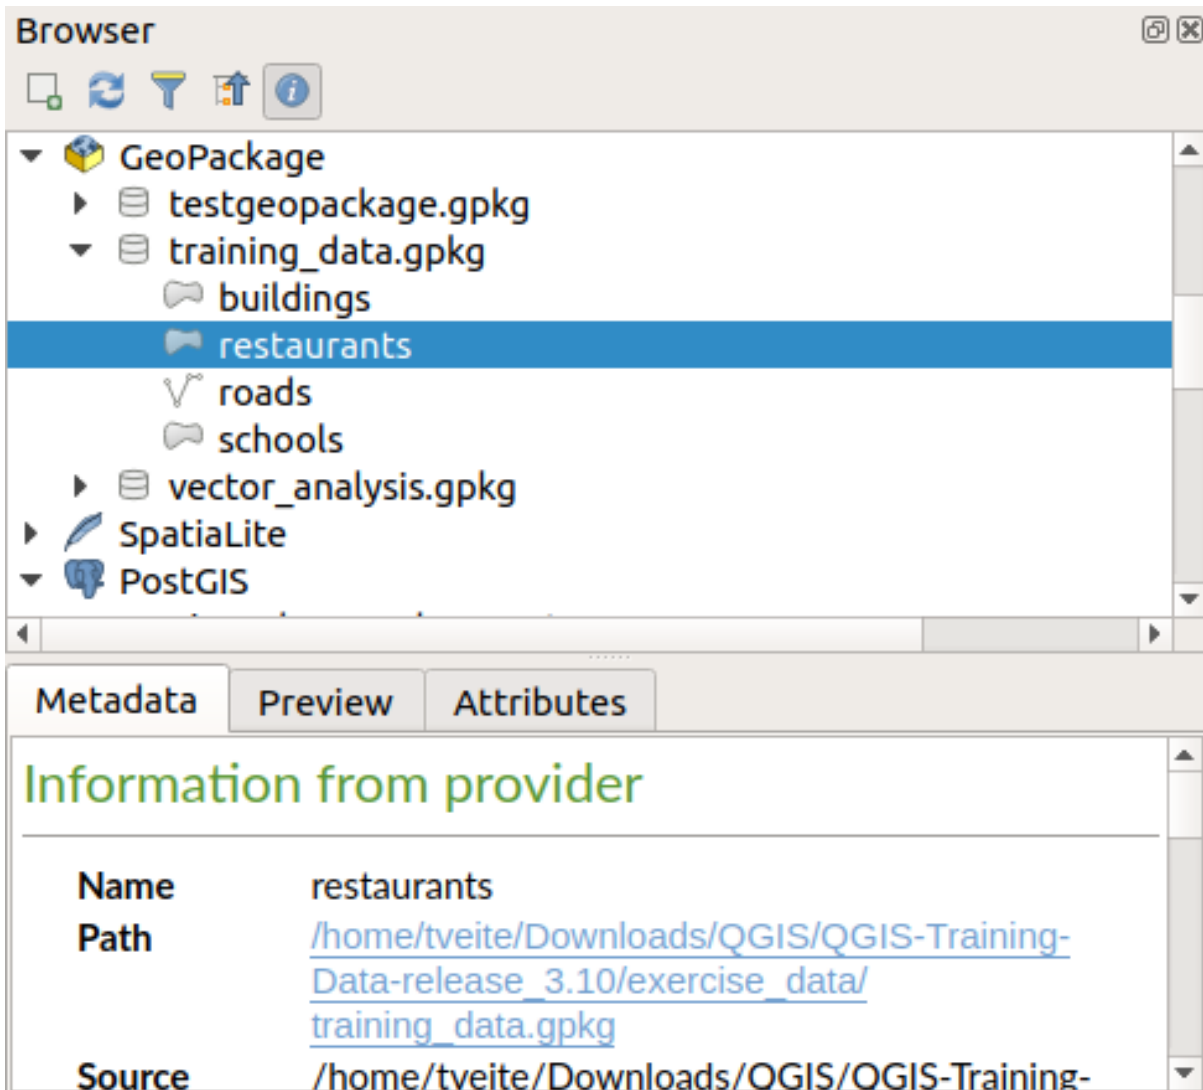 Browser
GeoPackage
testgeopackage.gpkg
training_data.gpkg
buildings
restaurants
roads
schools
vector_analysis.gpkg
SpatiaLite
PostGIS
Metadata Preview Attributes
Information from provider
Name restaurants
Path /home/tveite/Downloads/QGIS/QGIS-Training-
Data-release_3.10/exercise_data/
training_data.gpkg
Source /home/tveite/Downloads/QGIS/QGIS-Training-